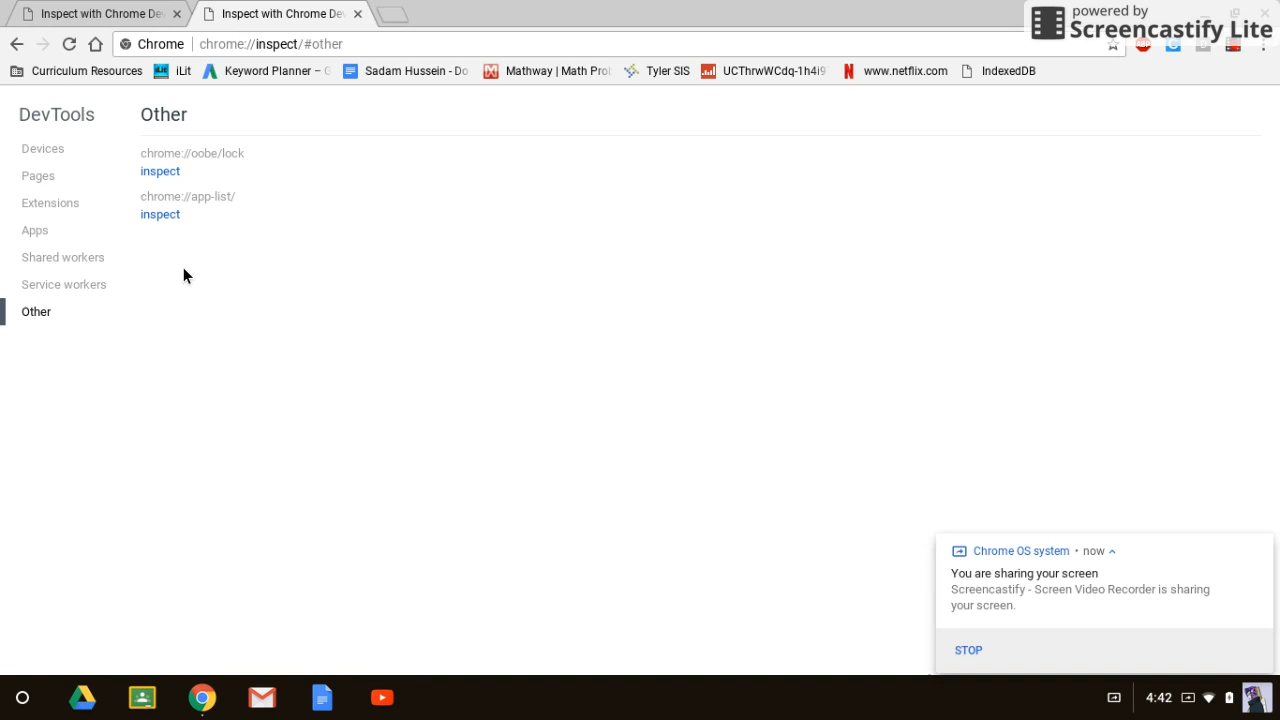 Inspect with Chrome Dev
Inspect with Chrome Dev
powered by
Screencastify Lite
Chrome
chrome://inspect/#other
Curriculum Resources
iLit
Keyword Planner – G
Sadam Hussein - Do
Mathway | Math Pro
Tyler SIS
UCThrwWCdq-1h4i9
www.netflix.com
IndexedDB
DevTools
Devices
Pages
Extensions
Apps
Shared workers
Service workers
Other
Other
chrome://oobe/lock
inspect
chrome://app-list/
inspect
Chrome OS system • now
You are sharing your screen
Screencastify - Screen Video Recorder is sharing
your screen.
STOP
4:42